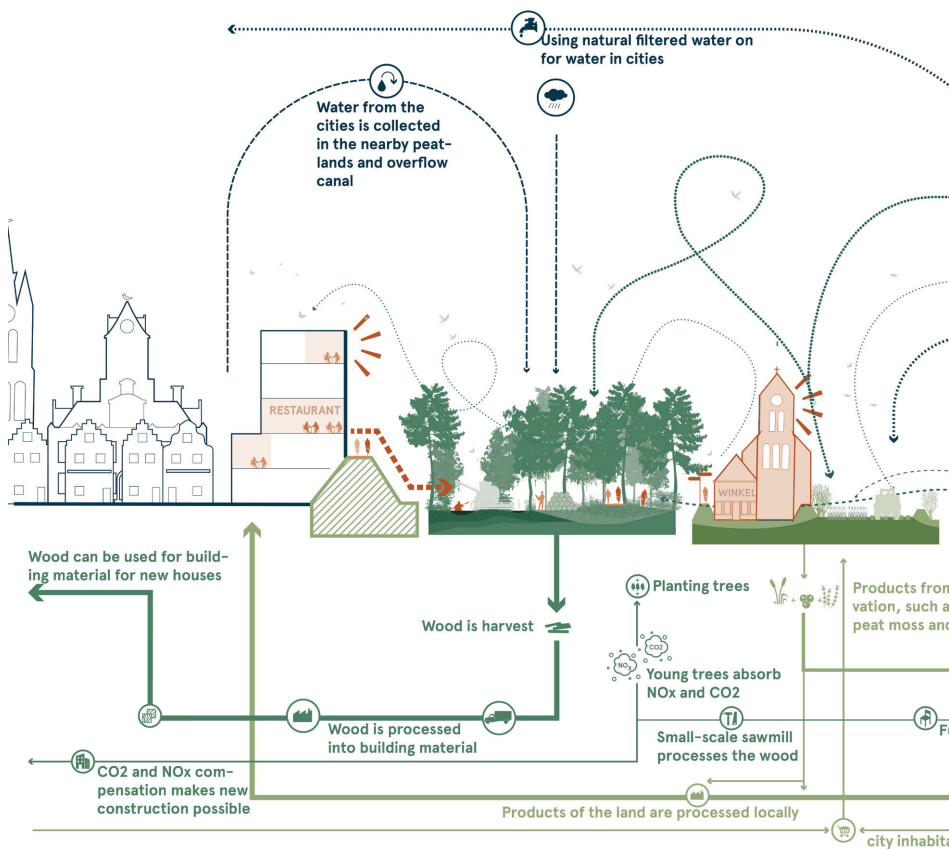 Using natural filtered water on
for water in cities
Water from the
cities is collected
in the nearby peat-
lands and overflow
canal
RESTAURANT
WINKEL
Wood can be used for build-
ing material for new houses
Wood is harvest
Planting trees
CO2
NOx
Young trees absorb
NOx and CO2
Products from
vation, such a
peat moss and
Wood is processed
into building material
Small-scale sawmill
processes the wood
CO2 and NOx com-
pensation makes new
construction possible
Products of the land are processed locally
city inhabita